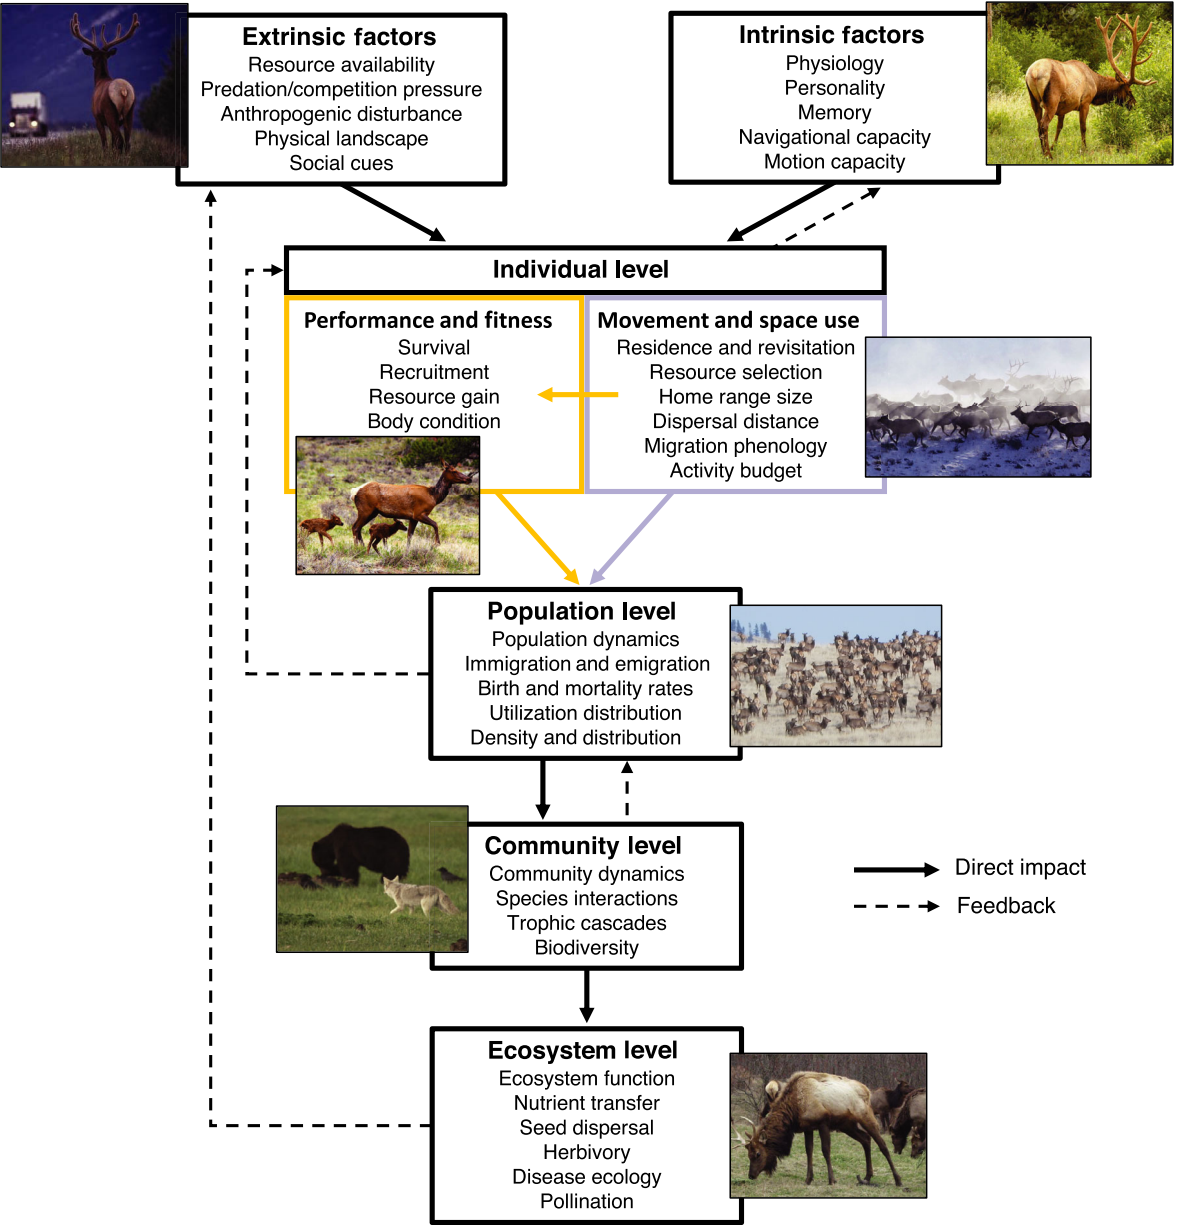 Extrinsic factors
Resource availability
Predation/competition pressure
Anthropogenic disturbance
Physical landscape
Social cues
Intrinsic factors
Physiology
Personality
Memory
Navigational capacity
Motion capacity
Individual level
Performance and fitness
Survival
Recruitment
Resource gain
Body condition
Movement and space use
Residence and revisitation
Resource selection
Home range size
Dispersal distance
Migration phenology
Activity budget
Population level
Population dynamics
Immigration and emigration
Birth and mortality rates
Utilization distribution
Density and distribution
Community level
Community dynamics
Species interactions
Trophic cascades
Biodiversity
Direct impact
Feedback
Ecosystem level
Ecosystem function
Nutrient transfer
Seed dispersal
Herbivory
Disease ecology
Pollination